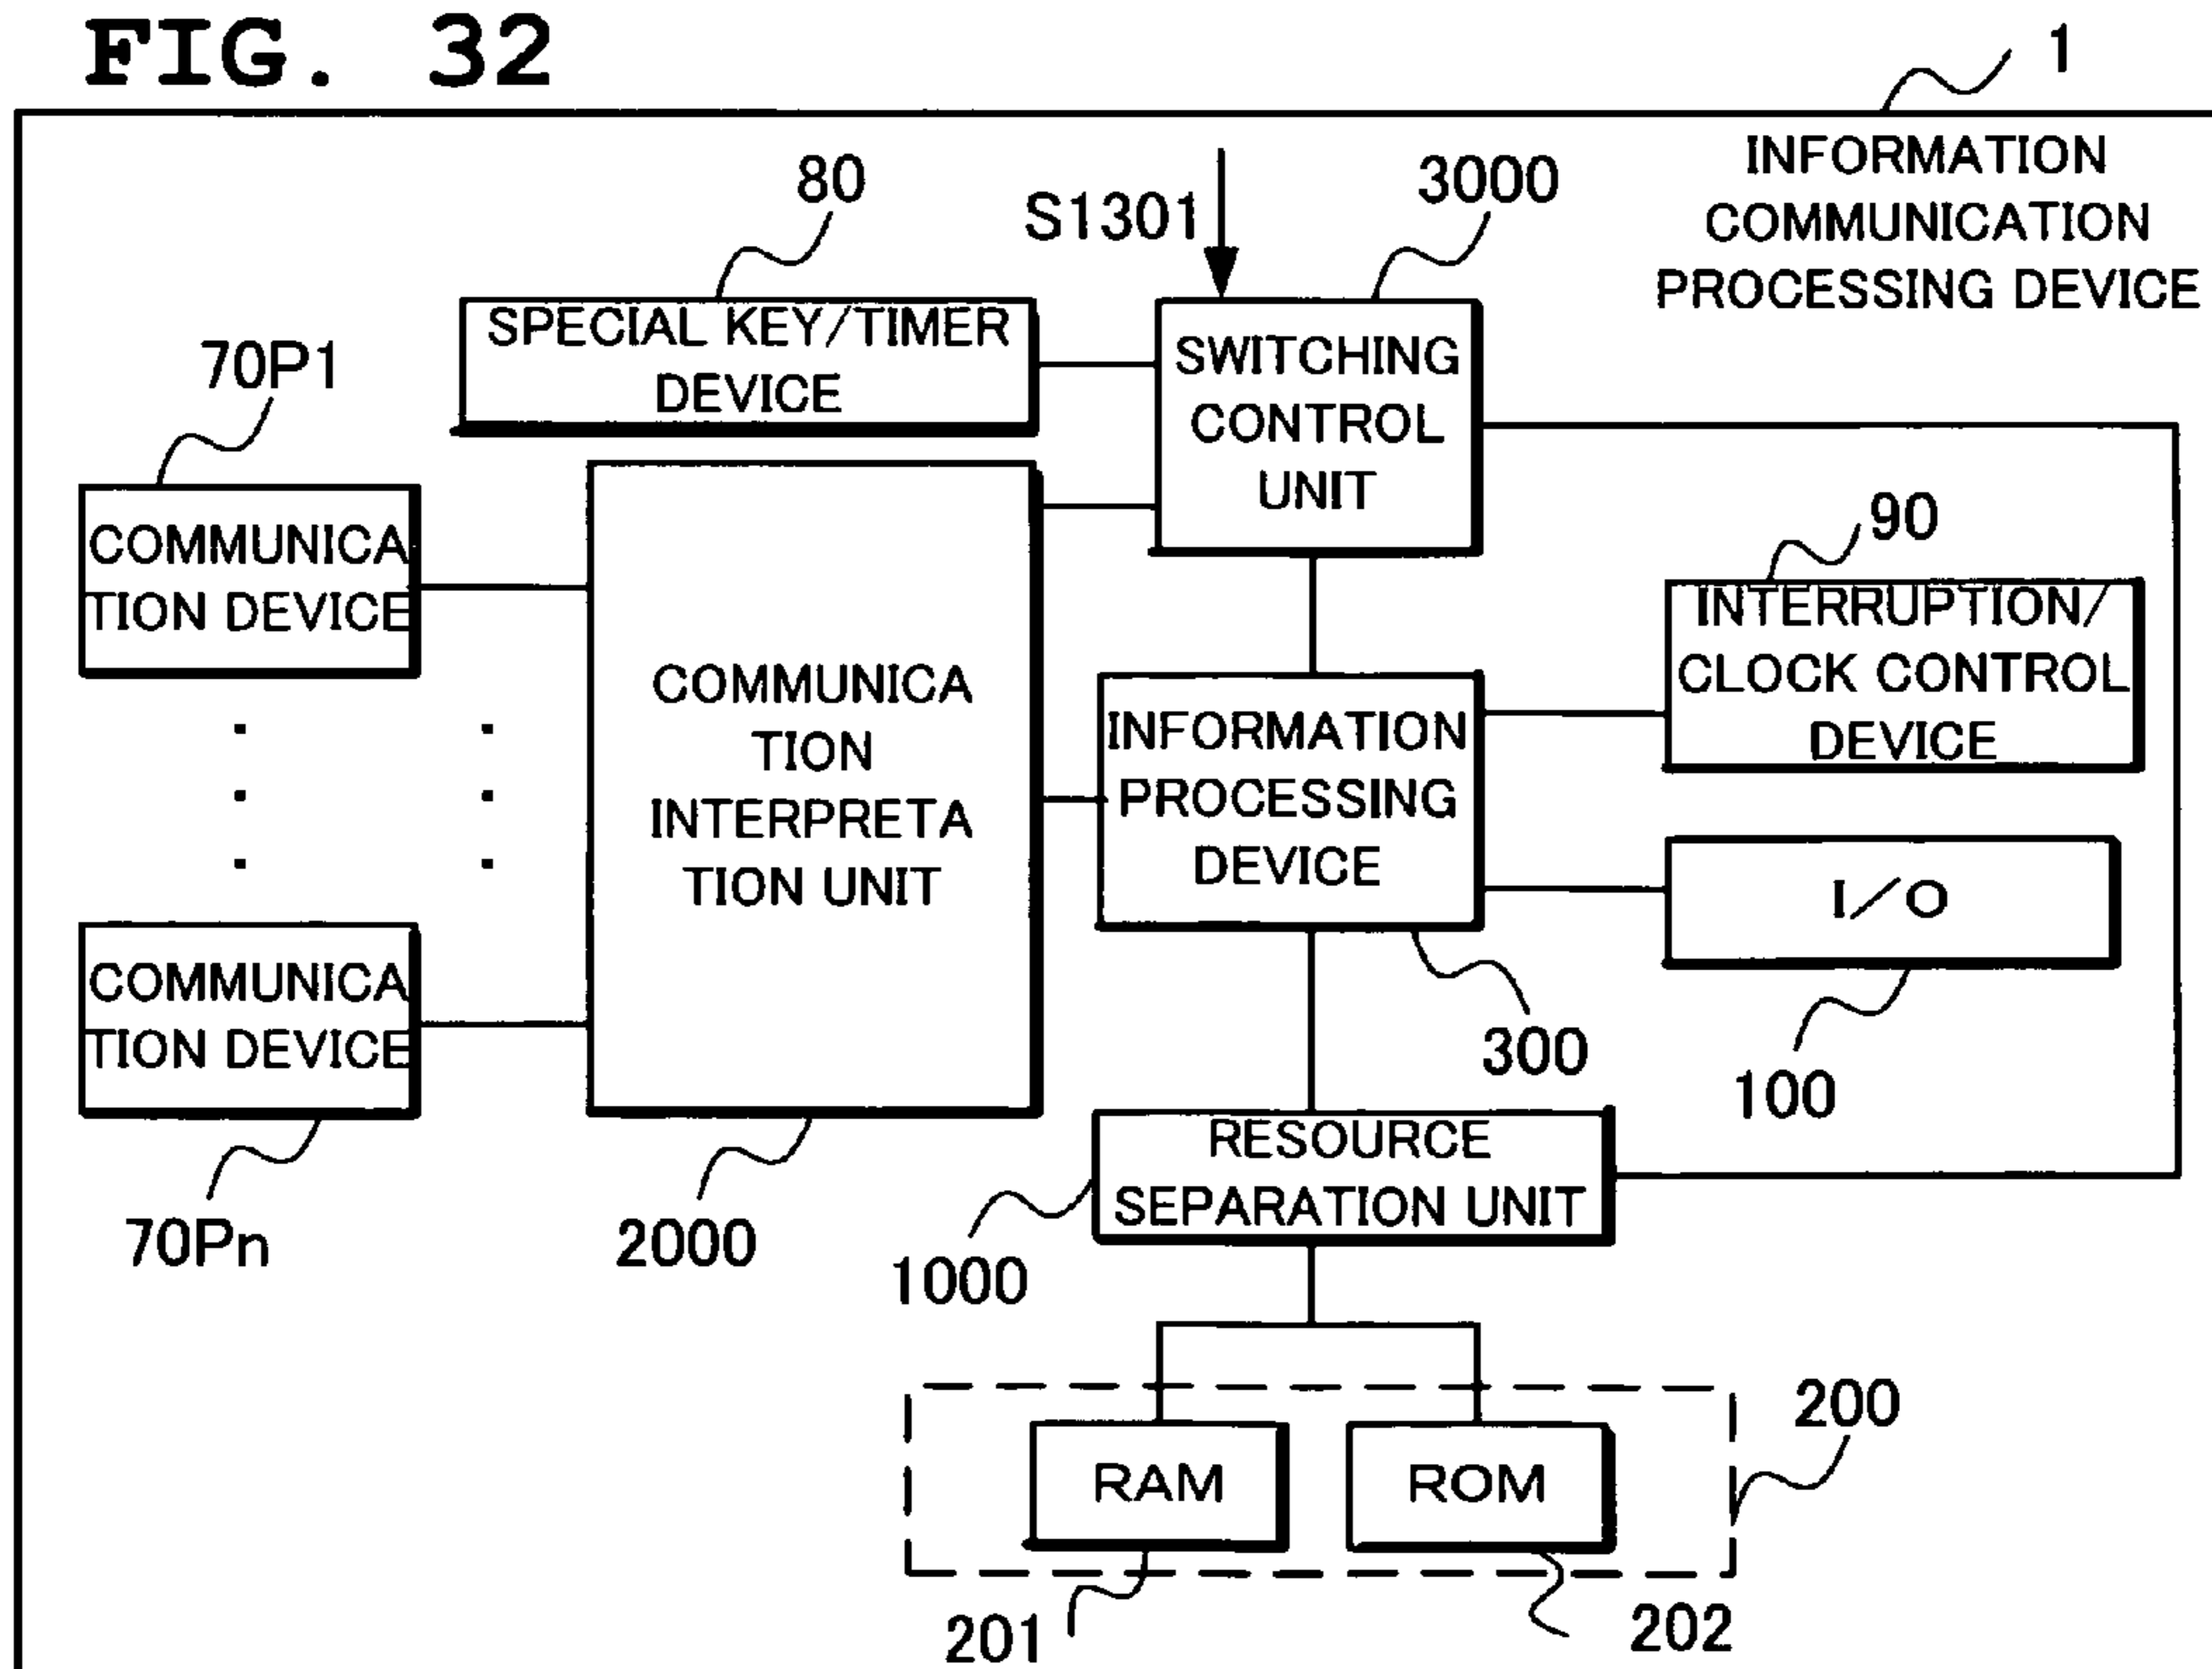 FIG. 32
1
INFORMATION
COMMUNICATION
PROCESSING DEVICE
80
S1301
3000
SPECIAL KEY/TIMER
DEVICE
SWITCHING
CONTROL
UNIT
70P1
COMMUNICA
TION DEVICE
90
INTERRUPTION/
CLOCK CONTROL
DEVICE
COMMUNICA
TION
INTERPRETA
TION UNIT
INFORMATION
PROCESSING
DEVICE
I/O
COMMUNICA
TION DEVICE
300
100
70Pn
2000
RESOURCE
SEPARATION UNIT
1000
200
RAM
ROM
201
202